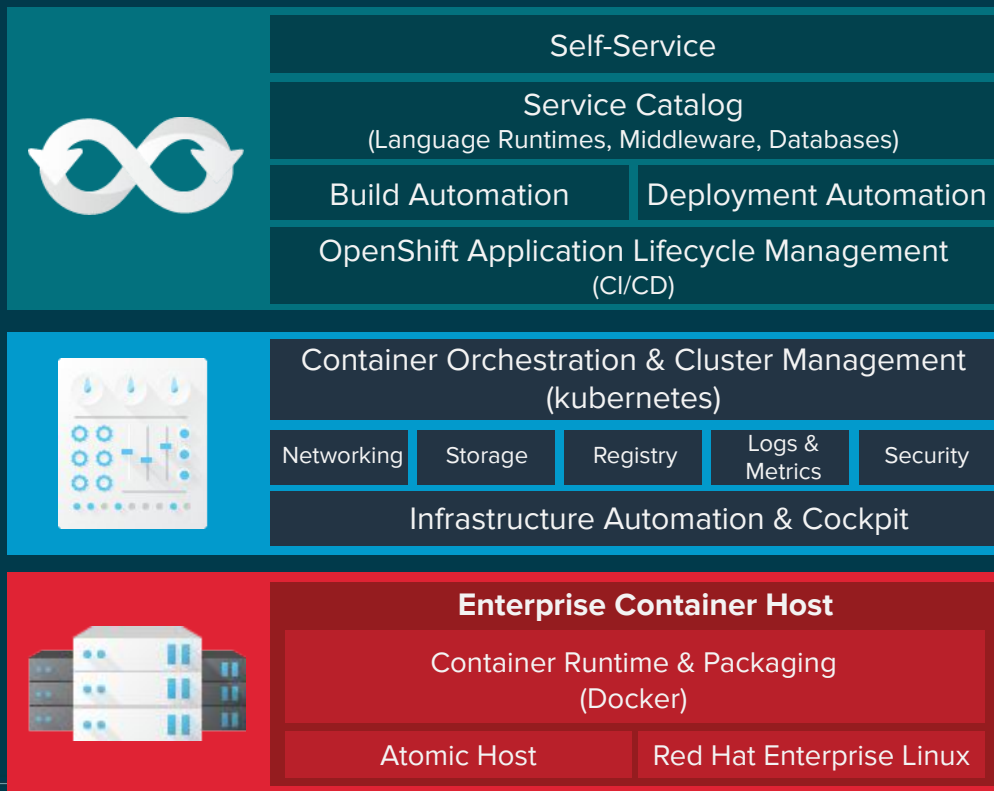 Self-Service
Service Catalog
(Language Runtimes, Middleware, Databases)
Build Automation
Deployment Automation
OpenShift Application Lifecycle Management
(CI/CD)
Container Orchestration & Cluster Management
(kubernetes)
Networking
Storage
Registry
Logs &
Metrics
Security
Infrastructure Automation & Cockpit
Enterprise Container Host
Container Runtime & Packaging
(Docker)
Atomic Host
Red Hat Enterprise Linux